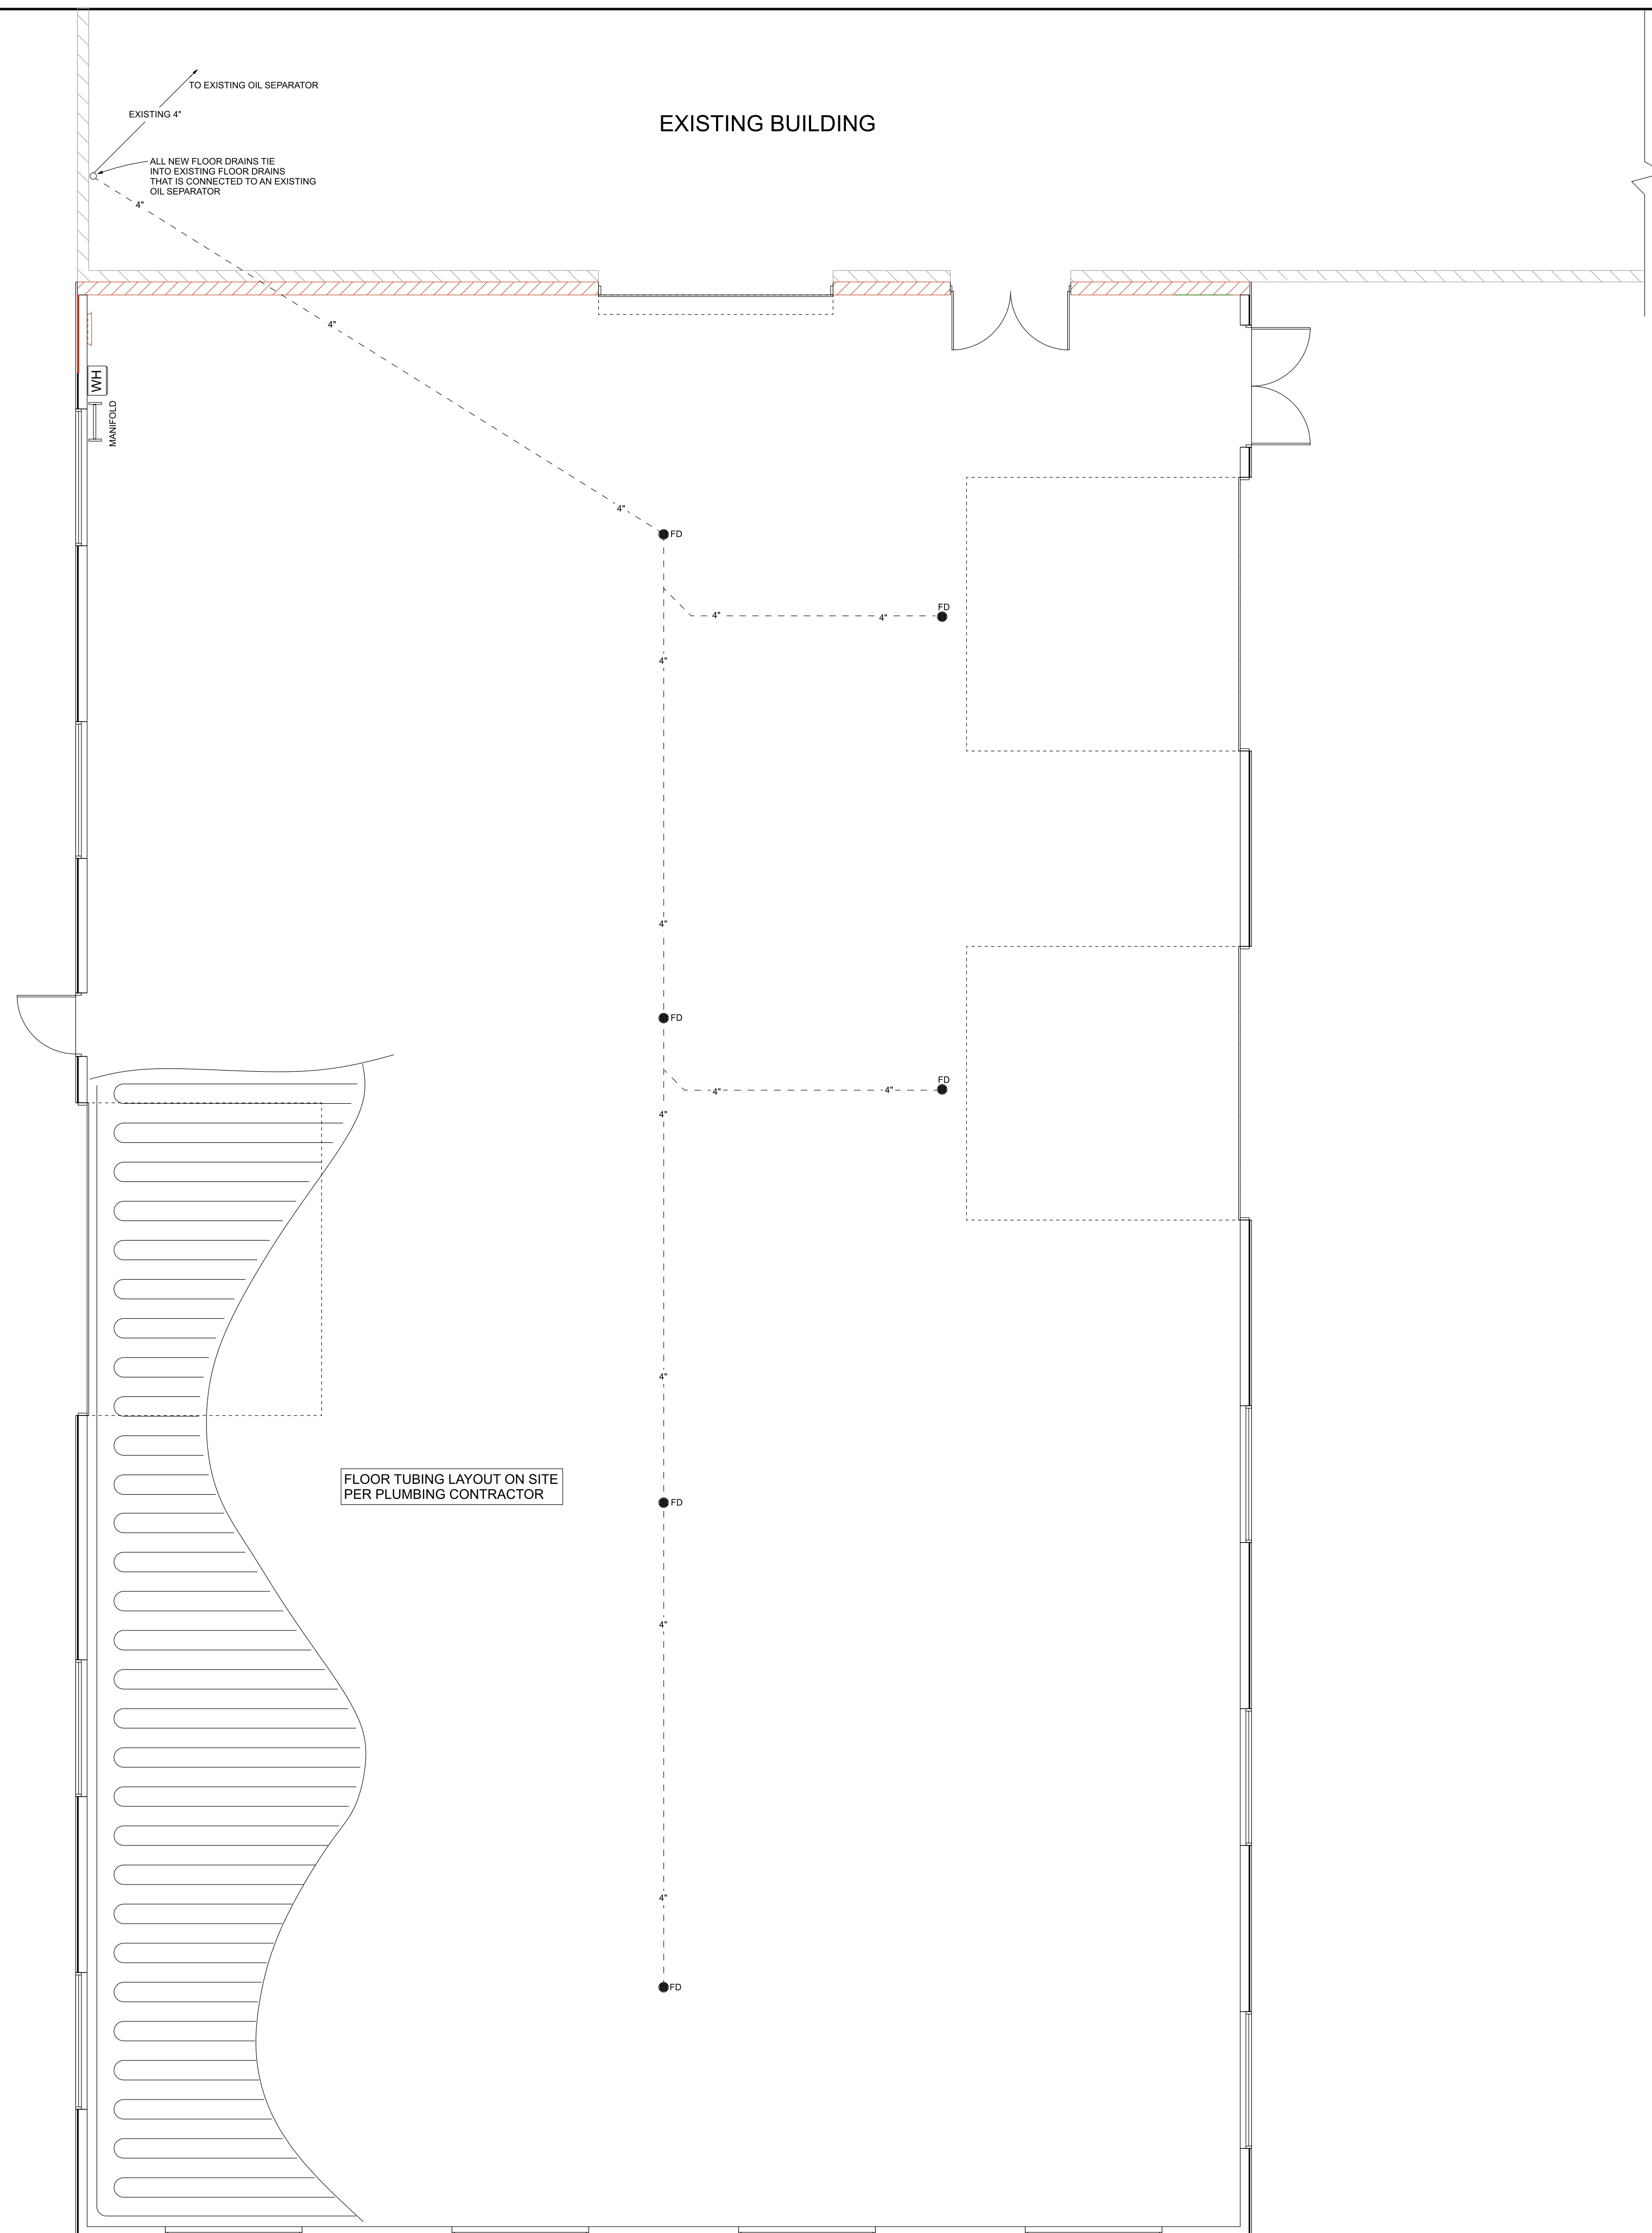 TO EXISTING OIL SEPARATOR
EXISTING 4"
EXISTING BUILDING
ALL NEW FLOOR DRAINS TIE
INTO EXISTING FLOOR DRAINS
THAT IS CONNECTED TO AN EXISTING
OIL SEPARATOR
4"
4"
WH
MANIFOLD
4"
FD
FD
4"
4"
4"
4"
FD
FD
4"
4"
4"
4"
FLOOR TUBING LAYOUT ON SITE
PER PLUMBING CONTRACTOR
FD
4"
4"
FD